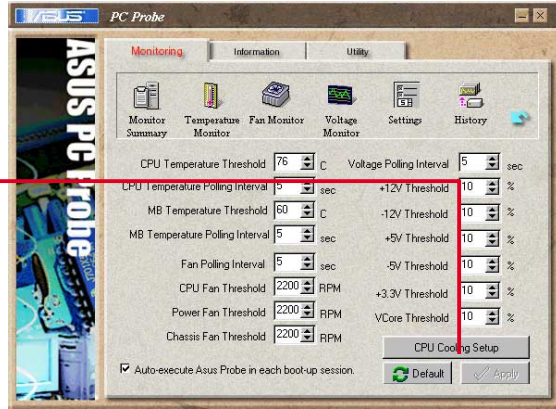 ASUS PC Probe
ASUS PC Probe
Monitoring Information Utility
Monitor Summary
Temperature Monitor
Fan Monitor
Voltage Monitor
Settings
History
CPU Temperature Threshold 76 C
CPU Temperature Polling Interval 5 sec
MB Temperature Threshold 60 C
MB Temperature Polling Interval 5 sec
Fan Polling Interval 5 sec
CPU Fan Threshold 2200 RPM
Power Fan Threshold 2200 RPM
Chassis Fan Threshold 2200 RPM
Voltage Polling Interval 5 sec
+12V Threshold 10 %
-12V Threshold 10 %
+5V Threshold 10 %
-5V Threshold 10 %
+3.3V Threshold 10 %
VCore Threshold 10 %
CPU Cooling Setup
Auto-execute Asus Probe in each boot-up session.
Default
Apply